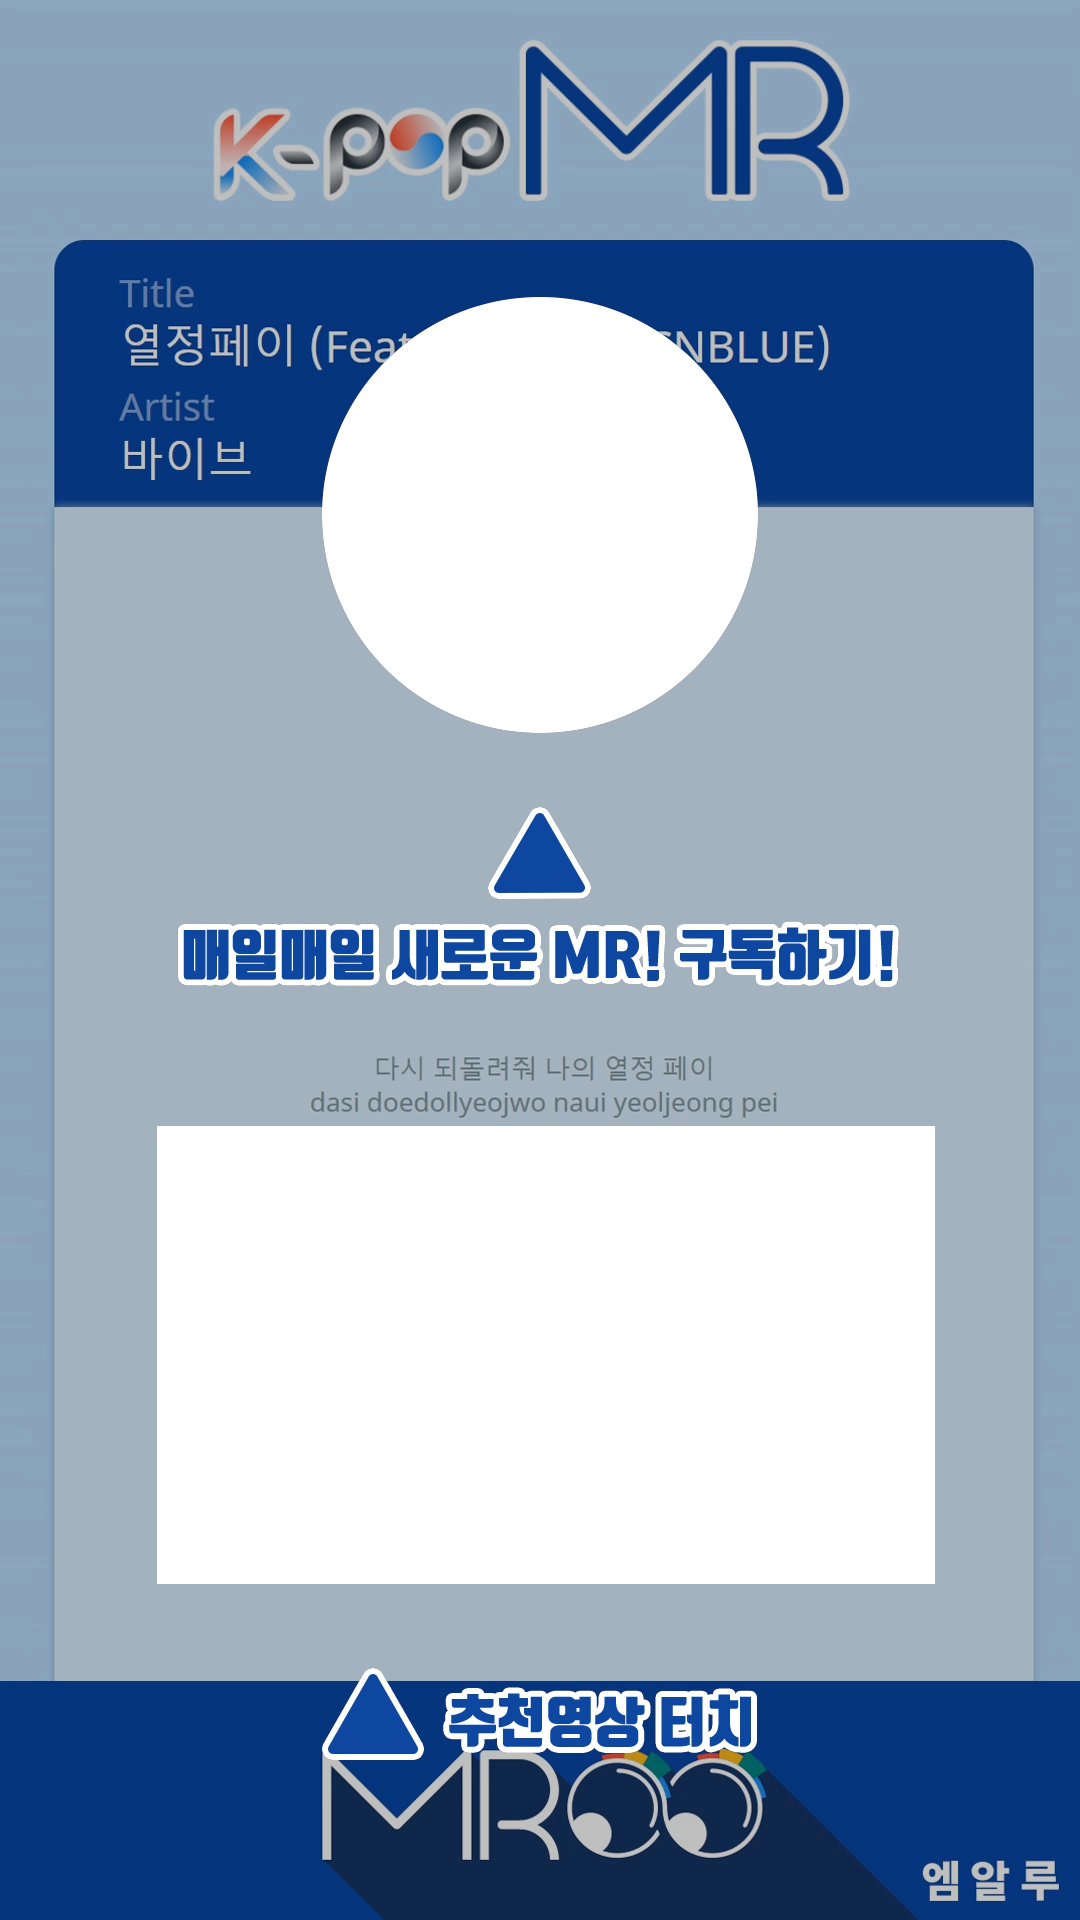 K-pop MR
Title
열정페이 (Feat NBLUE)
Artist
바이브
매일매일 새로운 MR! 구독하기!
다시 되돌려줘 나의 열정 페이
dasi doedollyeojwo naui yeoljeong pei
추천영상 터치
MROO
엠알루